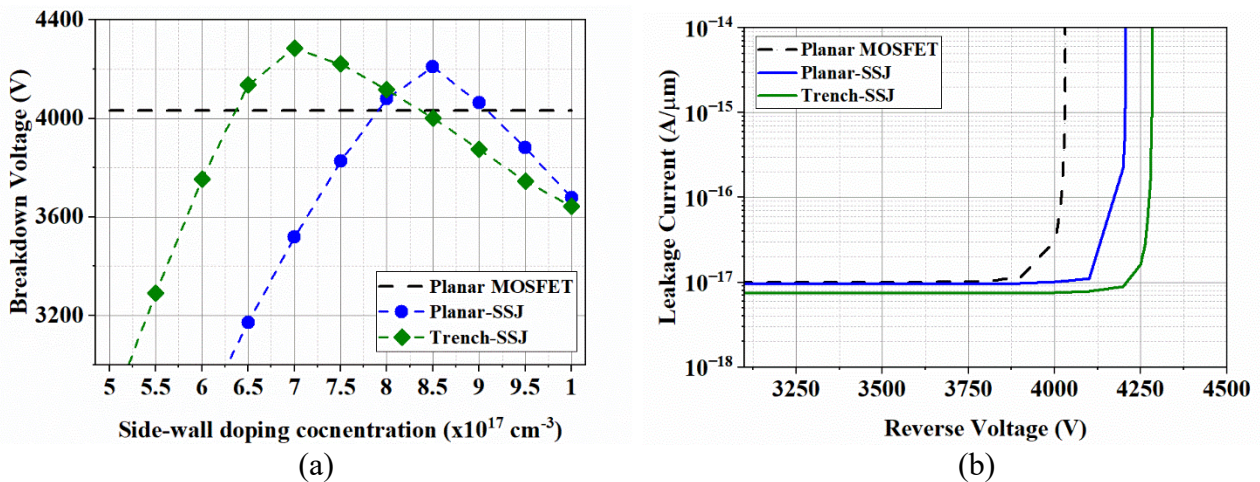 4400
4000
3600
3200
Breakdown Voltage (V)
Planar MOSFET
Planar-SSJ
Trench-SSJ
5 5.5 6 6.5 7 7.5 8 8.5 9 9.5 1
Side-wall doping cocnentration (x10¹⁷ cm⁻³)
(a)
10⁻¹⁴
10⁻¹⁵
10⁻¹⁶
10⁻¹⁷
10⁻¹⁸
Leakage Current (A/µm)
Planar MOSFET
Planar-SSJ
Trench-SSJ
3250 3500 3750 4000 4250 4500
Reverse Voltage (V)
(b)